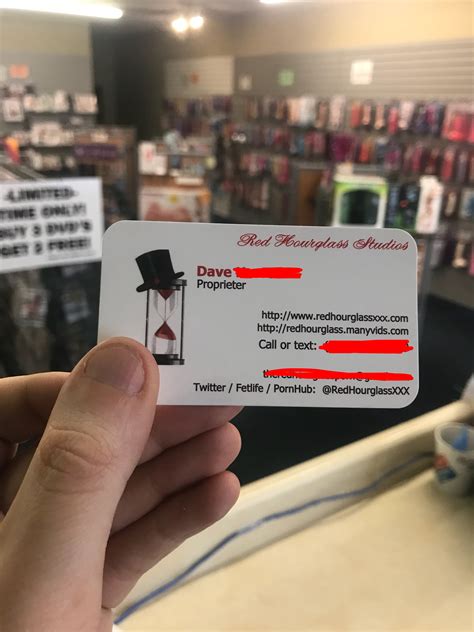 -LIMITED-
TIME ONLY!
BUY 3 DVD'S
GET 2 FREE!
Red Hourglass Studios
Dave
Proprieter
http://www.redhourglassxxx.com
http://redhourglass.manyvids.com
Call or text:
Twitter / Fetlife / PornHub: @RedHourglassXXX